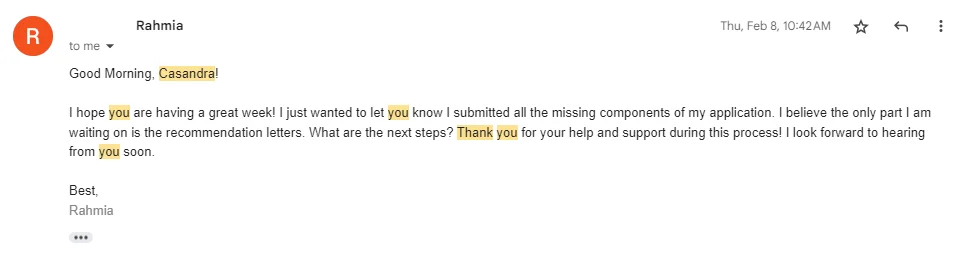 R
Rahmia
Thu, Feb 8, 10:42 AM
to me
Good Morning, Casandra!
I hope you are having a great week! I just wanted to let you know I submitted all the missing components of my application. I believe the only part I am
waiting on is the recommendation letters. What are the next steps? Thank you for your help and support during this process! I look forward to hearing
from you soon.
Best,
Rahmia